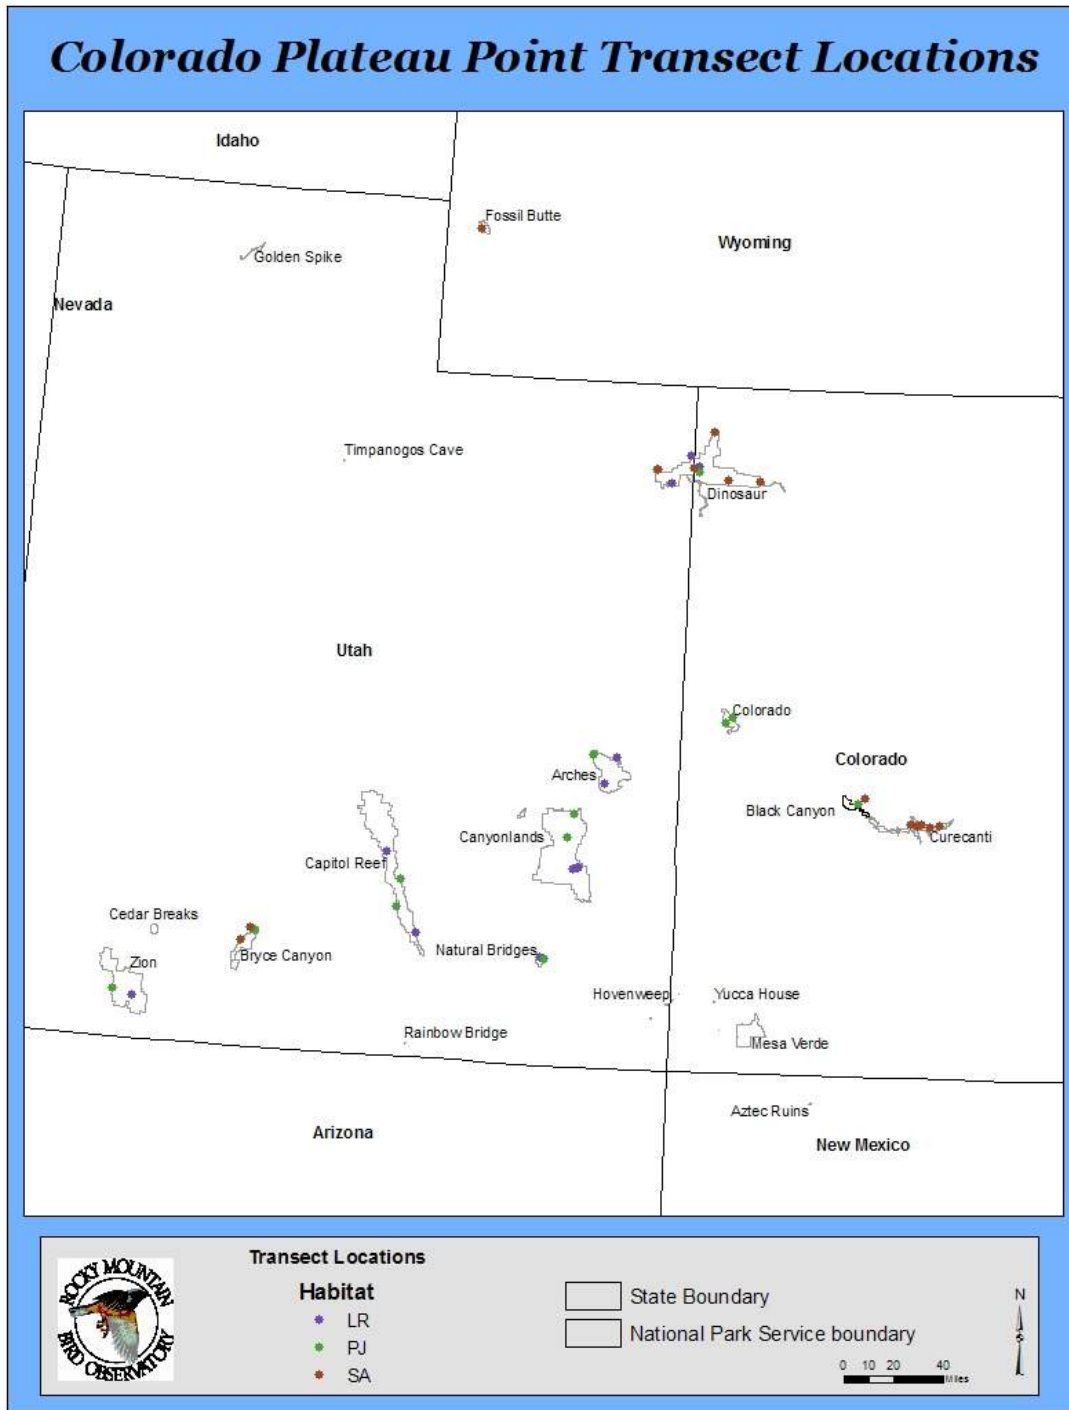 Colorado Plateau Point Transect Locations
Idaho
Fossil Butte
Wyoming
Golden Spike
Nevada
Timpanogos Cave
Dinosaur
Utah
Colorado
Colorado
Arches
Black Canyon
Canyonlands
Curecanti
Capitol Reef
Cedar Breaks
Natural Bridges
Bryce Canyon
Zion
Hovenweep
Yucca House
Rainbow Bridge
Mesa Verde
Aztec Ruins
Arizona
New Mexico
ROCKY MOUNTAIN
BIRD OBSERVATORY
Transect Locations
Habitat
LR
PJ
SA
State Boundary
National Park Service boundary
N
S
0 10 20 40
Miles